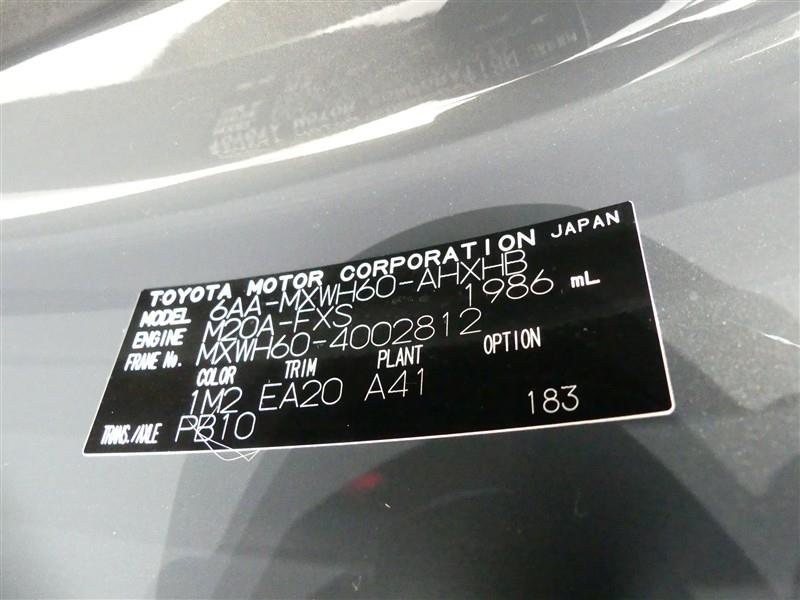 TOYOTA MOTOR CORPORATION JAPAN
MODEL 6AA-MXWH60-AHXHB
ENGINE M20A-FXS 1986 mL
FRAME No. MXWH60-4002812
COLOR TRIM PLANT OPTION
1M2 EA20 A41
TRANS./AXLE PB10 183